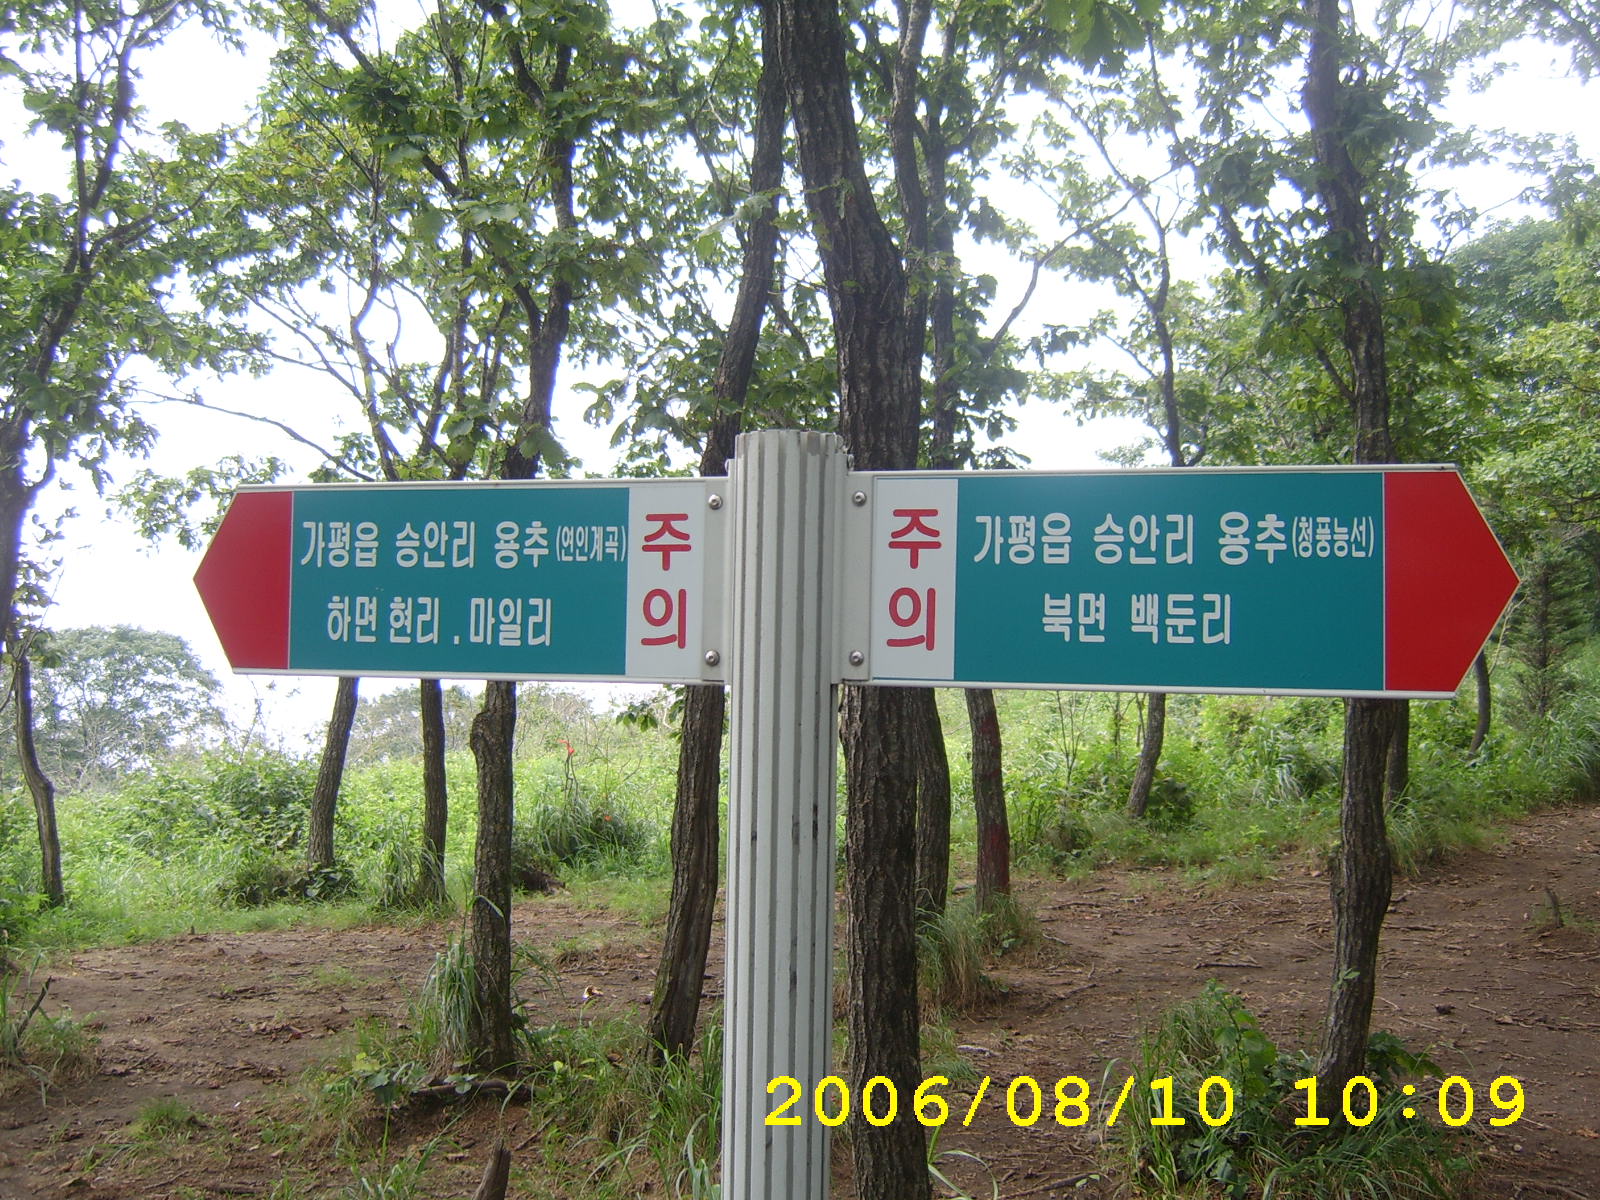 가평읍 승안리 용추(연인계곡)
하면 현리 . 마일리
주의
주의
가평읍 승안리 용추(청풍능선)
북면 백둔리
2006/08/10 10:09